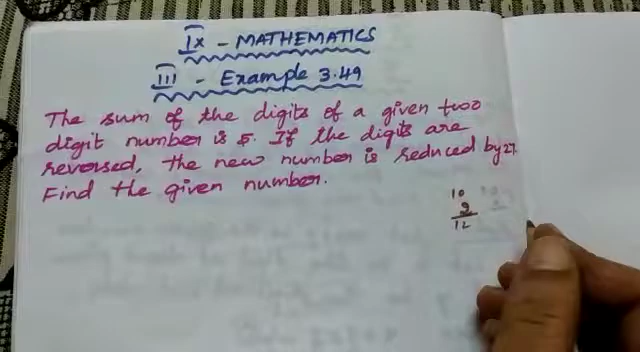 IX - MATHEMATICS
III - Example 3.49
The sum of the digits of a given two
digit number is 5. If the digits are
reversed, the new number is reduced by 27.
Find the given number.
10
2
12